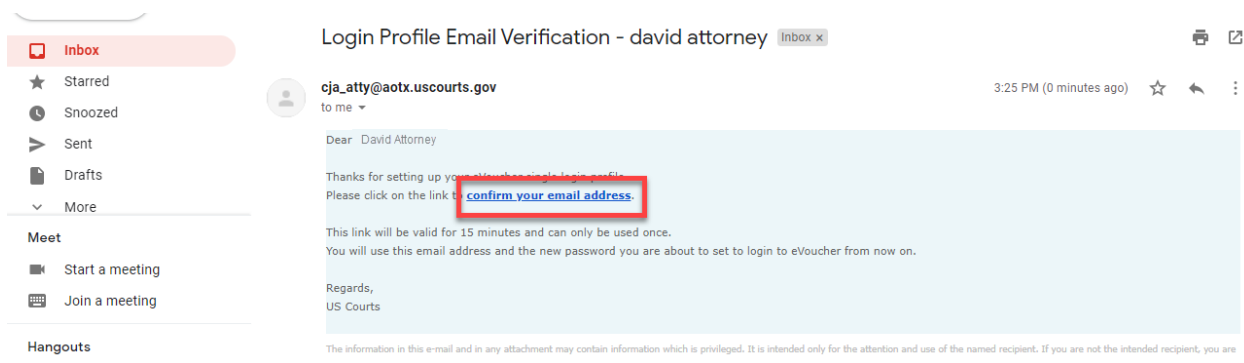 Login Profile Email Verification - david attorney Inbox x
Inbox
Starred
Snoozed
Sent
Drafts
More
Meet
Start a meeting
Join a meeting
Hangouts
cja_atty@aotx.uscourts.gov 3:25 PM (0 minutes ago)
to me
Dear David Attorney
Thanks for setting up your eVoucher single login profile.
Please click on the link to confirm your email address.
This link will be valid for 15 minutes and can only be used once.
You will use this email address and the new password you are about to set to login to eVoucher from now on.
Regards,
US Courts
The information in this e-mail and in any attachment may contain information which is privileged. It is intended only for the attention and use of the named recipient. If you are not the intended recipient, you are